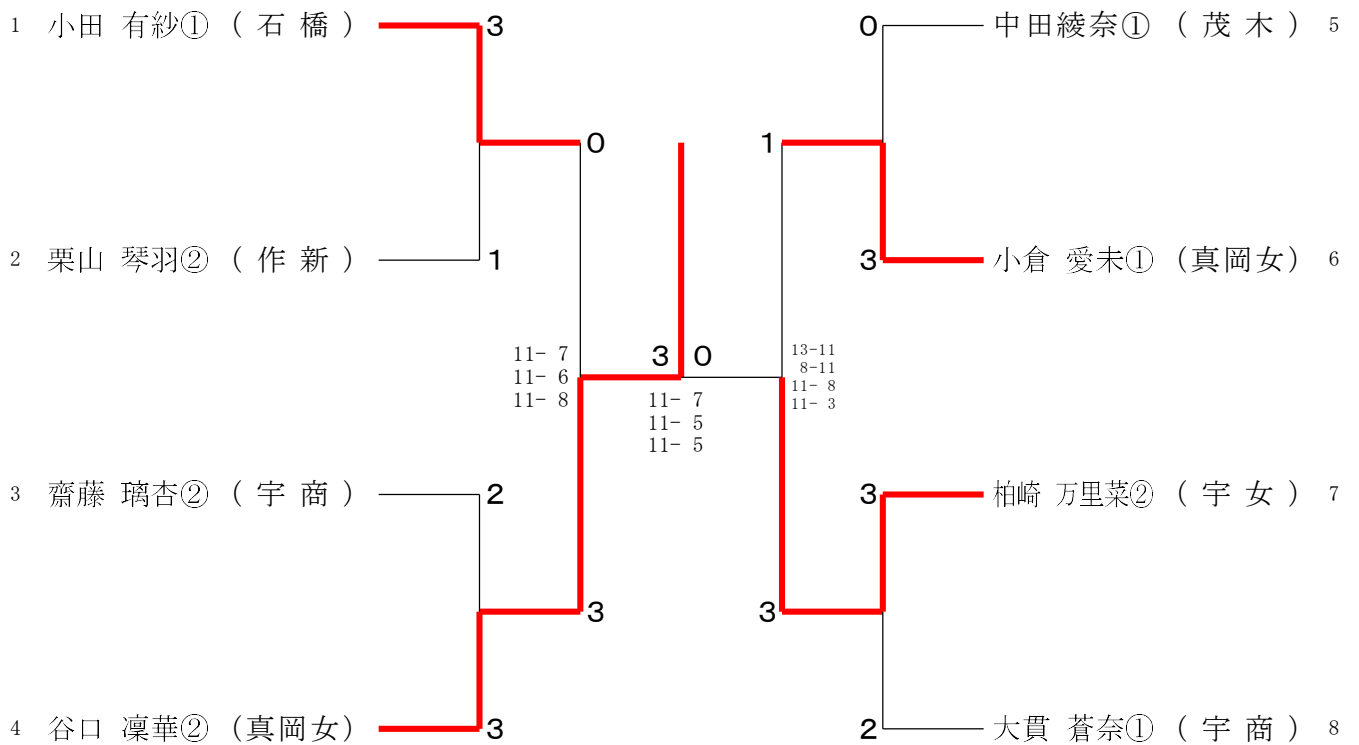 1 小田 有紗① ( 石 橋 ) 3
0 中田綾奈① ( 茂 木 ) 5
0
1
2 栗山 琴羽② ( 作 新 ) 1
3 小倉 愛未① (真岡女) 6
11- 7
11- 6
11- 8
3 0
11- 7
11- 5
11- 5
13-11
8-11
11- 8
11- 3
3 齋藤 璃杏② ( 宇 商 ) 2
3 柏崎 万里菜② ( 宇 女 ) 7
3
3
4 谷口 凜華② (真岡女) 3
2 大貫 蒼奈① ( 宇 商 ) 8